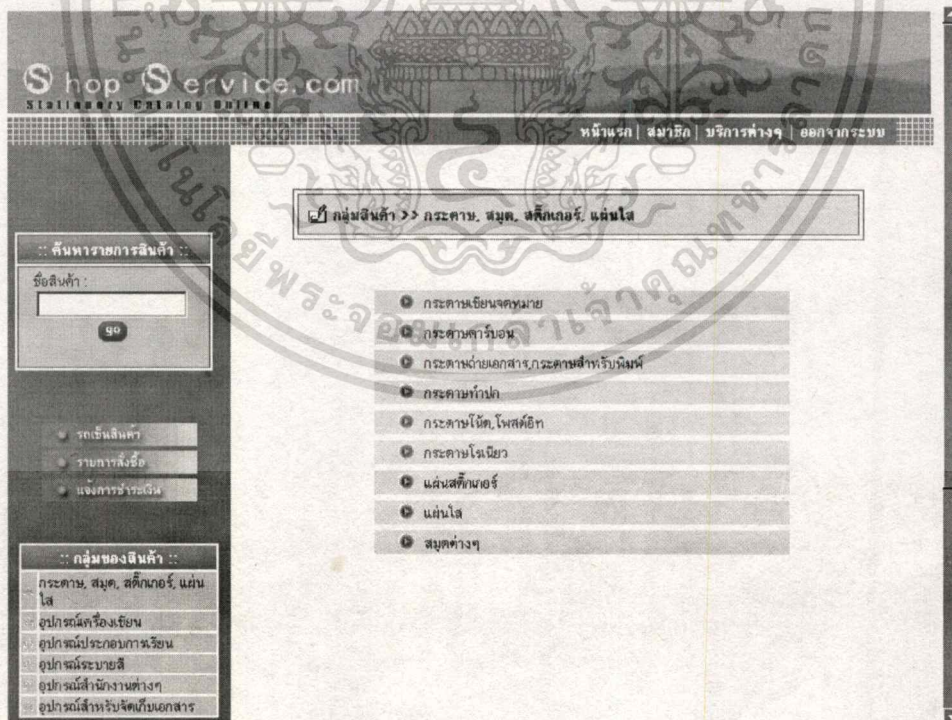 Shop Service.com
Stationery Catalog Online
หน้าแรก | สมาชิก | บริการต่างๆ | ออกจากระบบ
กลุ่มสินค้า >> กระดาษ, สมุด, สติ๊กเกอร์, แผ่นใส
:: ค้นหารายการสินค้า ::
ชื่อสินค้า :
go
กระดาษเขียนจดหมาย
กระดาษคาร์บอน
กระดาษถ่ายเอกสาร,กระดาษสำหรับพิมพ์
กระดาษทำปก
กระดาษโน้ต,โพสต์อิท
กระดาษโรเนียว
แผ่นสติ๊กเกอร์
แผ่นใส
สมุดต่างๆ
รถเข็นสินค้า
รายการสั่งซื้อ
แจ้งการชำระเงิน
:: กลุ่มของสินค้า ::
กระดาษ, สมุด, สติ๊กเกอร์, แผ่น
ใส
อุปกรณ์เครื่องเขียน
อุปกรณ์ประกอบการเรียน
อุปกรณ์ระบายสี
อุปกรณ์สำนักงานต่างๆ
อุปกรณ์สำหรับจัดเก็บเอกสาร